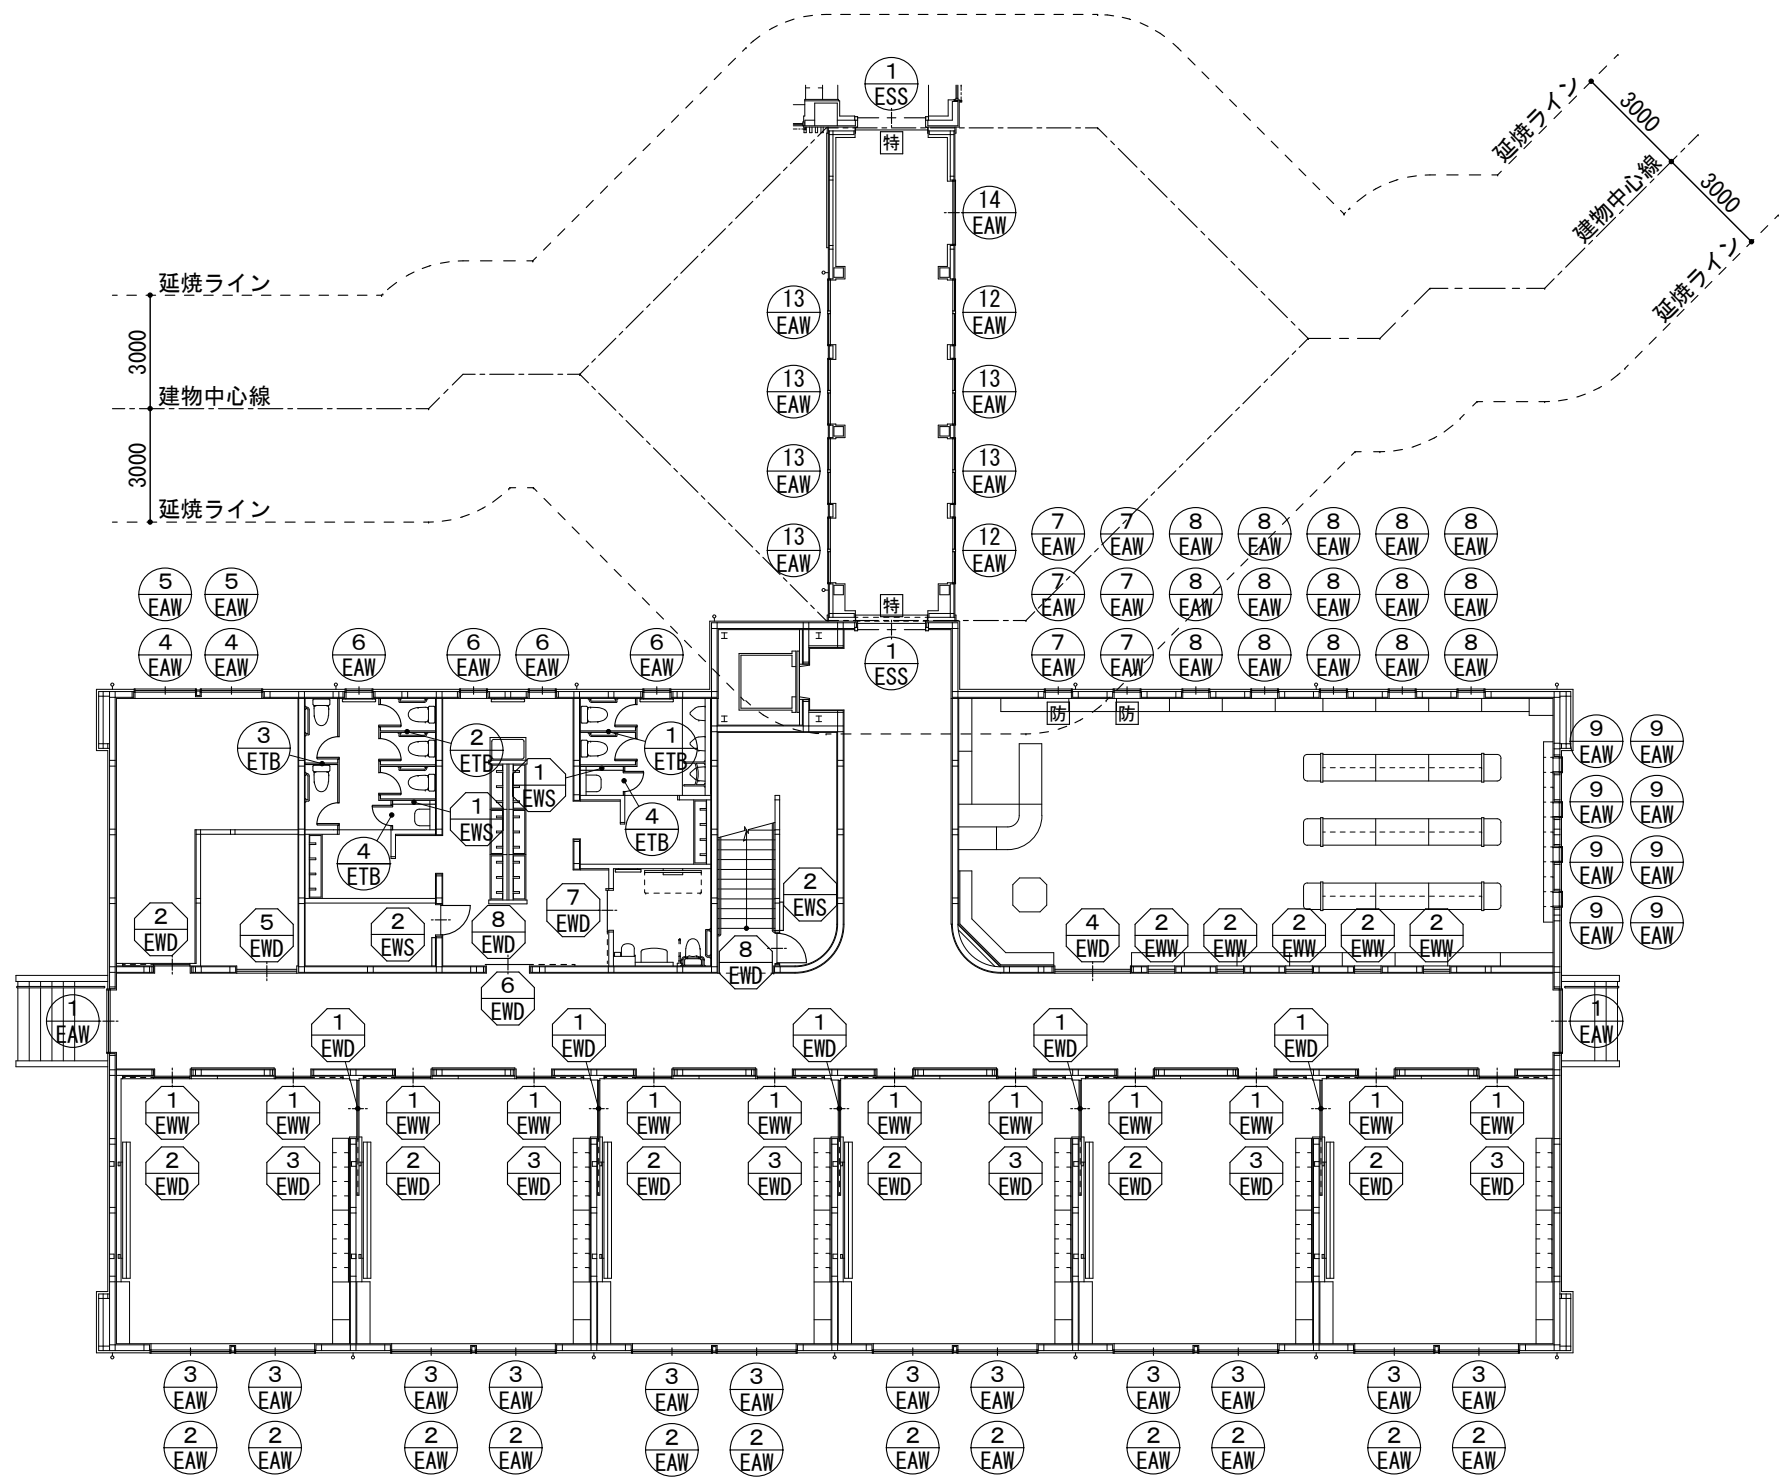 1
ESS
特
延焼ライン
3000
建物中心線
3000
延焼ライン
14
EAW
延焼ライン
3000
建物中心線
3000
延焼ライン
13
EAW
12
EAW
13
EAW
13
EAW
13
EAW
13
EAW
13
EAW
12
EAW
特
1
ESS
7 7 8 8 8 8 8
EAW EAW EAW EAW EAW EAW EAW
7 7 8 8 8 8 8
EAW EAW EAW EAW EAW EAW EAW
7 7 8 8 8 8 8
EAW EAW EAW EAW EAW EAW EAW
防 防
5 5
EAW EAW
4 4
EAW EAW
6 6 6 6
EAW EAW EAW EAW
3
ETB
2
ETB
1
EWS
1
ETB
1
EWS
4
ETB
4
ETB
9 9
EAW EAW
9 9
EAW EAW
9 9
EAW EAW
9 9
EAW EAW
2
EWD
5
EWD
2
EWS
8
EWD
7
EWD
2
EWS
8
EWD
4
EWD
2 2 2 2 2
EWW EWW EWW EWW EWW
6
EWD
1
EAW
1 1 1 1 1
EWD EWD EWD EWD EWD
1
EAW
1 1 1 1 1 1 1 1 1 1 1 1
EWW EWW EWW EWW EWW EWW EWW EWW EWW EWW EWW EWW
2 3 2 3 2 3 2 3 2 3 2 3
EWD EWD EWD EWD EWD EWD EWD EWD EWD EWD EWD EWD
3 3 3 3 3 3 3 3 3 3 3 3
EAW EAW EAW EAW EAW EAW EAW EAW EAW EAW EAW EAW
2 2 2 2 2 2 2 2 2 2 2 2
EAW EAW EAW EAW EAW EAW EAW EAW EAW EAW EAW EAW